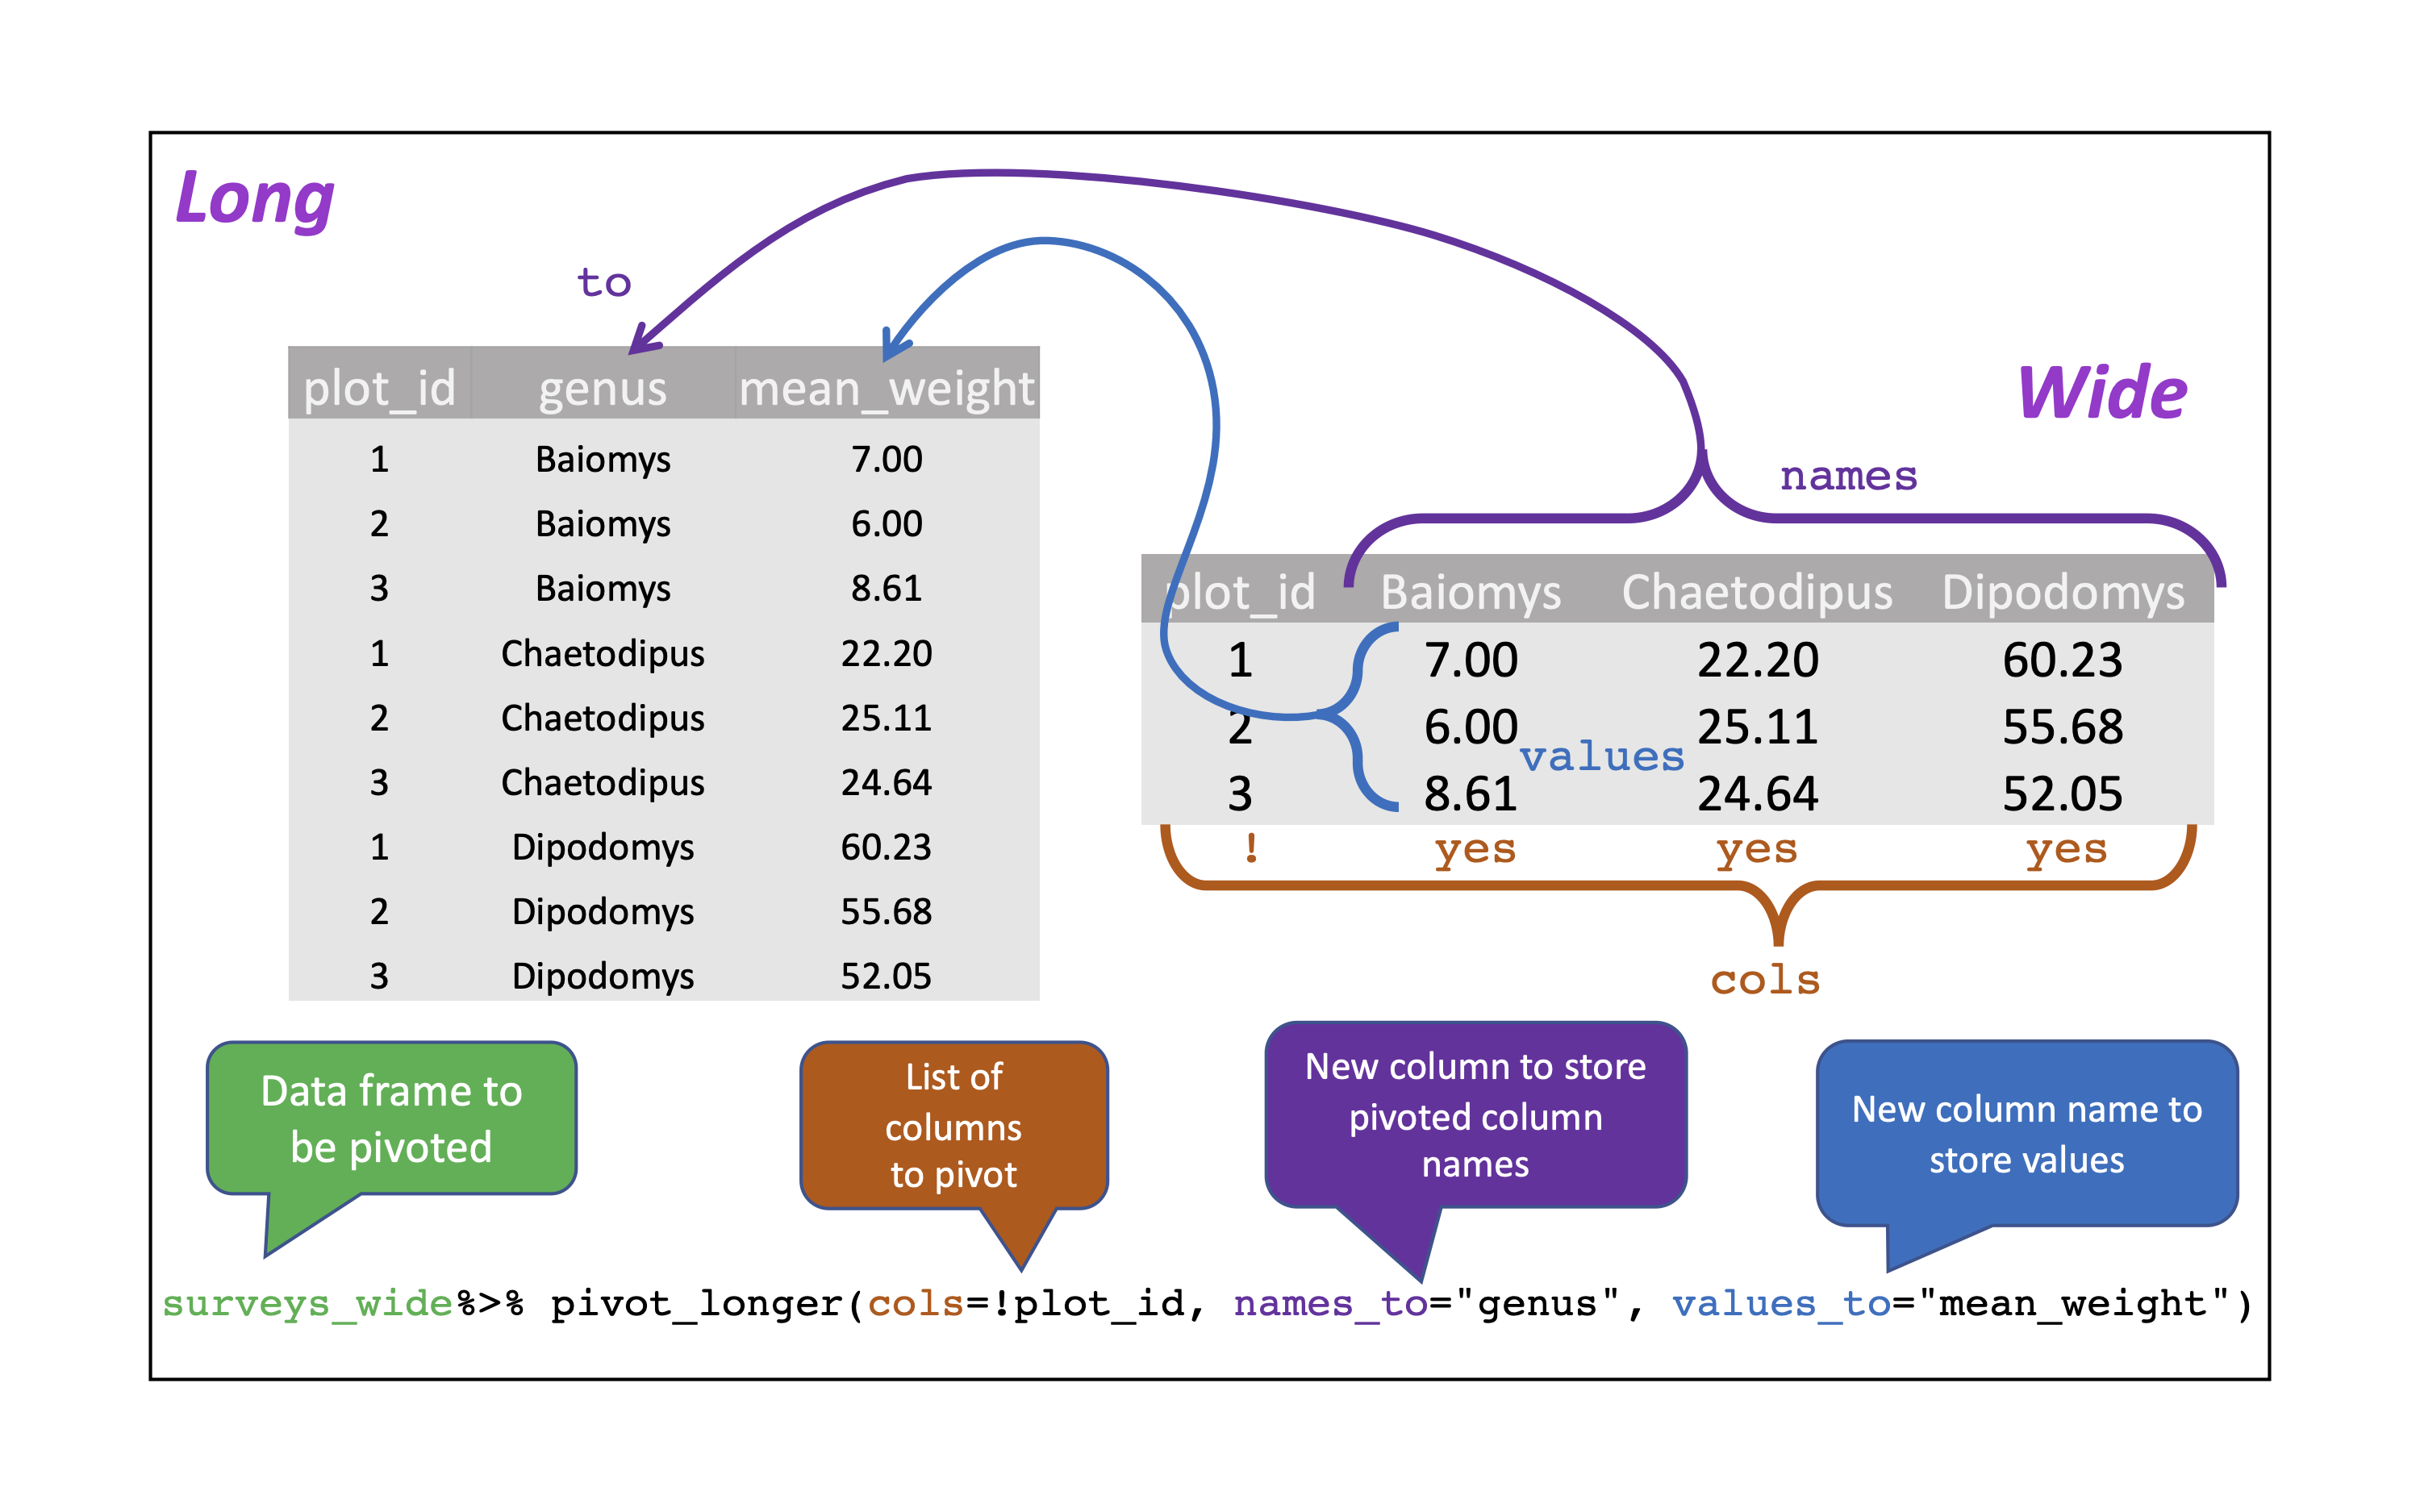 Long
to
Wide
names
plot_id genus mean_weight
1 Baiomys 7.00
2 Baiomys 6.00
3 Baiomys 8.61
1 Chaetodipus 22.20
2 Chaetodipus 25.11
3 Chaetodipus 24.64
1 Dipodomys 60.23
2 Dipodomys 55.68
3 Dipodomys 52.05
plot_id Baiomys Chaetodipus Dipodomys
1 7.00 22.20 60.23
2 6.00 25.11 55.68
values
3 8.61 24.64 52.05
! yes yes yes
cols
Data frame to
be pivoted
List of
columns
to pivot
New column to store
pivoted column
names
New column name to
store values
surveys_wide%>% pivot_longer(cols=!plot_id, names_to="genus", values_to="mean_weight")